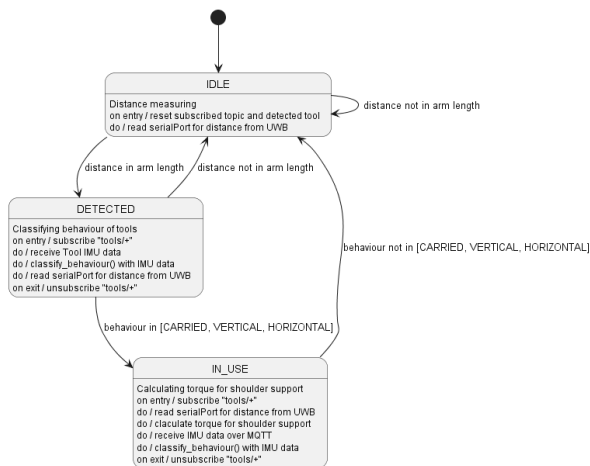 IDLE
Distance measuring
on entry / reset subscribed topic and detected tool
do / read serialPort for distance from UWB
distance not in arm length
distance in arm length
distance not in arm length
DETECTED
Classifying behaviour of tools
on entry / subscribe "tools/+"
do / receive Tool IMU data
do / classify_behaviour() with IMU data
do / read serialPort for distance from UWB
on exit / unsubscribe "tools/+"
behaviour not in [CARRIED, VERTICAL, HORIZONTAL]
behaviour in [CARRIED, VERTICAL, HORIZONTAL]
IN_USE
Calculating torque for shoulder support
on entry / subscribe "tools/+"
do / read serialPort for distance from UWB
do / claculate torque for shoulder support
do / receive IMU data over MQTT
do / classify_behaviour() with IMU data
on exit / unsubscribe "tools/+"